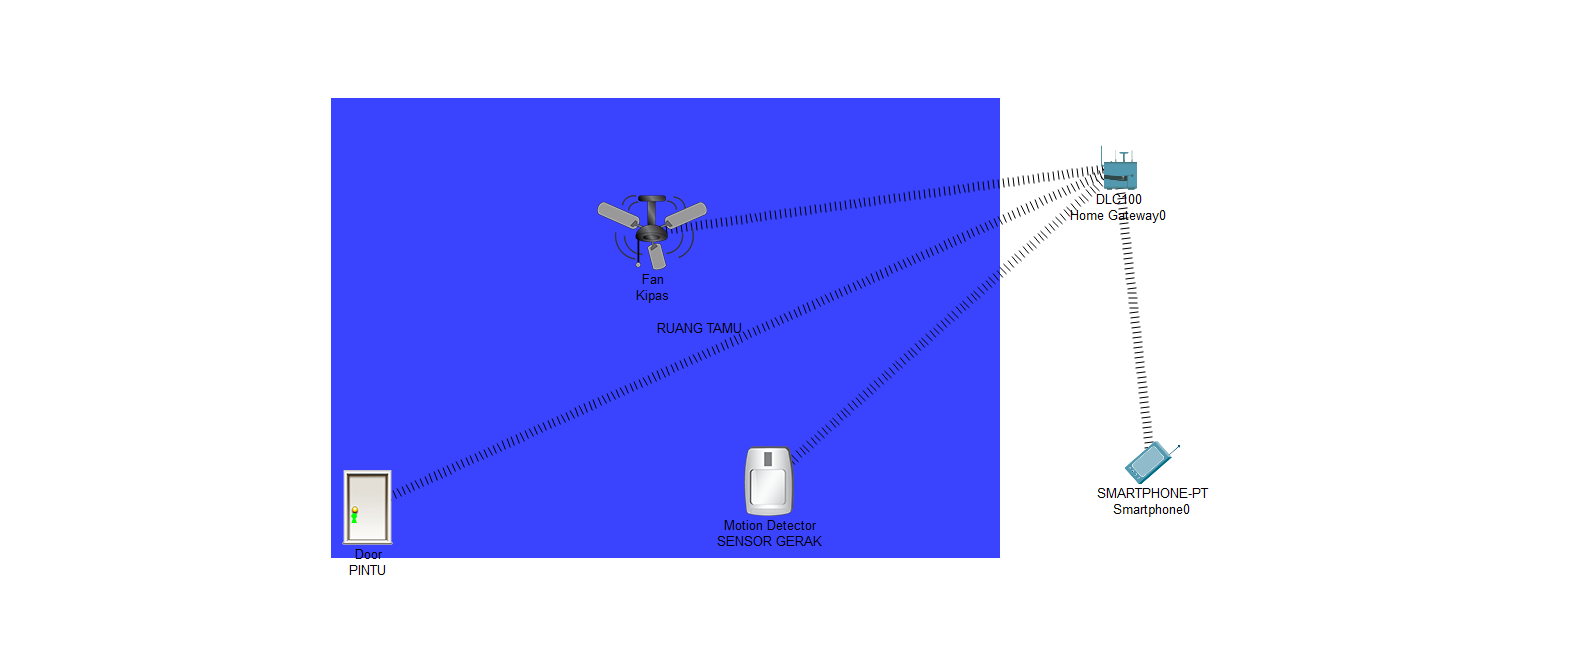 DLC100
Home Gateway0
Fan
Kipas
RUANG TAMU
SMARTPHONE-PT
Smartphone0
Motion Detector
SENSOR GERAK
Door
PINTU